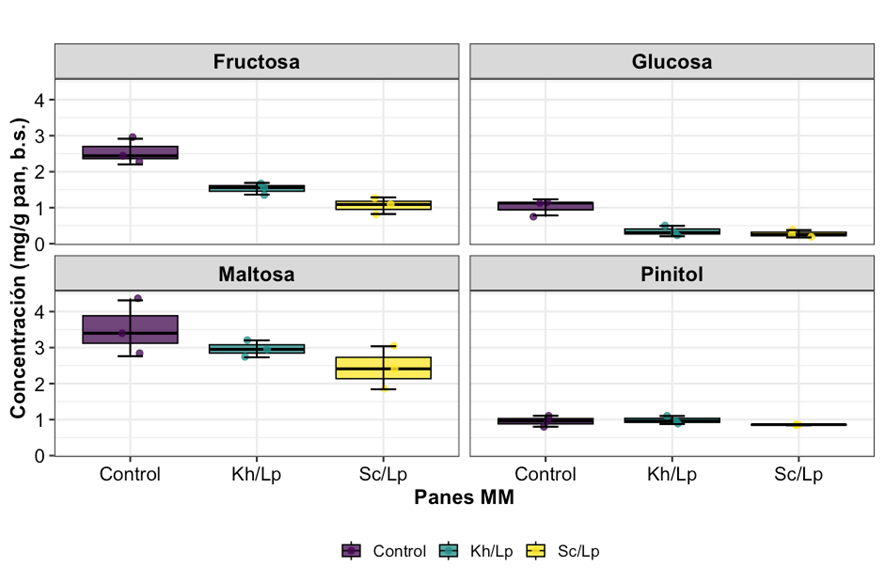 Fructosa
Glucosa
4
3
2
1
0
Maltosa
Pinitol
4
3
2
1
0
Concentración (mg/g pan, b.s.)
Control
Kh/Lp
Sc/Lp
Control
Kh/Lp
Sc/Lp
Panes MM
Control
Kh/Lp
Sc/Lp